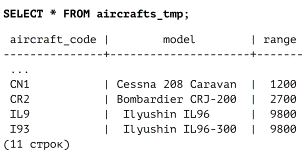 SELECT * FROM aircrafts_tmp;
aircraft_code | model | range
--------------+---------------------+-------
...
CN1 | Cessna 208 Caravan | 1200
CR2 | Bombardier CRJ-200 | 2700
IL9 | Ilyushin IL96 | 9800
I93 | Ilyushin IL96-300 | 9800
(11 строк)